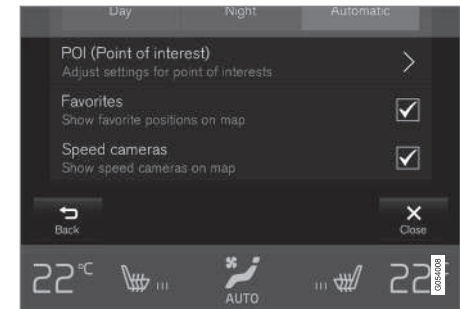 Day Night Automatic
POI (Point of interest)
Adjust settings for point of interests
Favorites
Show favorite positions on map
Speed cameras
Show speed cameras on map
Back Close
22°C AUTO 22
G054008